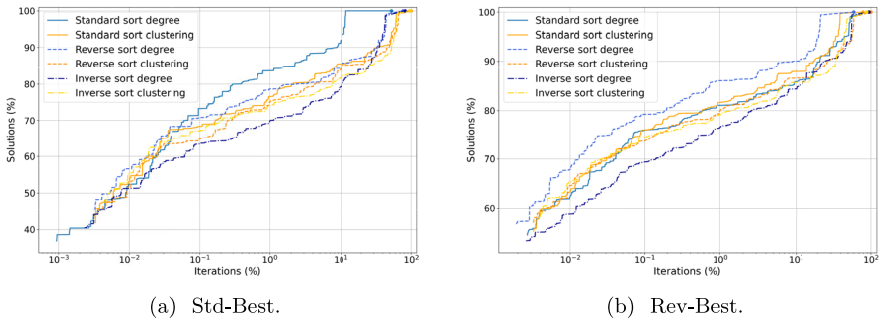 100
90
80
70
60
50
40
Solutions (%)
Standard sort degree
Standard sort clustering
Reverse sort degree
Reverse sort clustering
Inverse sort degree
Inverse sort clustering
10⁻³
10⁻²
10⁻¹
10⁰
10¹
10²
Iterations (%)
(a) Std-Best.
100
90
80
70
60
Solutions (%)
Standard sort degree
Standard sort clustering
Reverse sort degree
Reverse sort clustering
Inverse sort degree
Inverse sort clustering
10⁻²
10⁻¹
10⁰
10¹
10²
Iterations (%)
(b) Rev-Best.